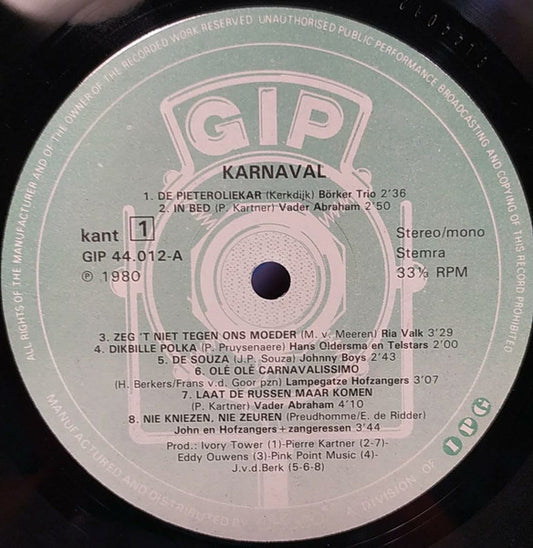 ALL RIGHTS OF THE MANUFACTURER AND OF THE OWNER OF THE RECORDED WORK RESERVED UNAUTHORISED PUBLIC PERFORMANCE BROADCASTING AND COPYING OF THIS RECORD PROHIBITED
GIP
KARNAVAL
1. DE PIETEROLIEKAR (Kerkdijk) Börker Trio 2'36
2. IN BED (P. Kartner) Vader Abraham 2'50
kant 1
GIP 44.012-A
℗ 1980
Stereo/mono
Stemra
33⅓ RPM
3. ZEG 'T NIET TEGEN ONS MOEDER (M. v. Meeren) Ria Valk 3'29
4. DIKBILLE POLKA (P. Pruysenaere) Hans Oldersma en Telstars 2'00
5. DE SOUZA (J.P. Souza) Johnny Boys 2'43
6. OLÉ OLÉ CARNAVALISSIMO
(H. Berkers/Frans v.d. Goor pzn) Lampegatze Hofzangers 3'07
7. LAAT DE RUSSEN MAAR KOMEN
(P. Kartner) Vader Abraham 4'10
8. NIE KNIEZEN, NIE ZEUREN (Preudhomme/E. de Ridder)
John en Hofzangers + zangeressen 3'44
Prod.: Ivory Tower (1)-Pierre Kartner (2-7)-
Eddy Ouwens (3)-Pink Point Music (4)-
J.v.d.Berk (5-6-8)
MANUFACTURED AND DISTRIBUTED BY
A DIVISION OF IPG